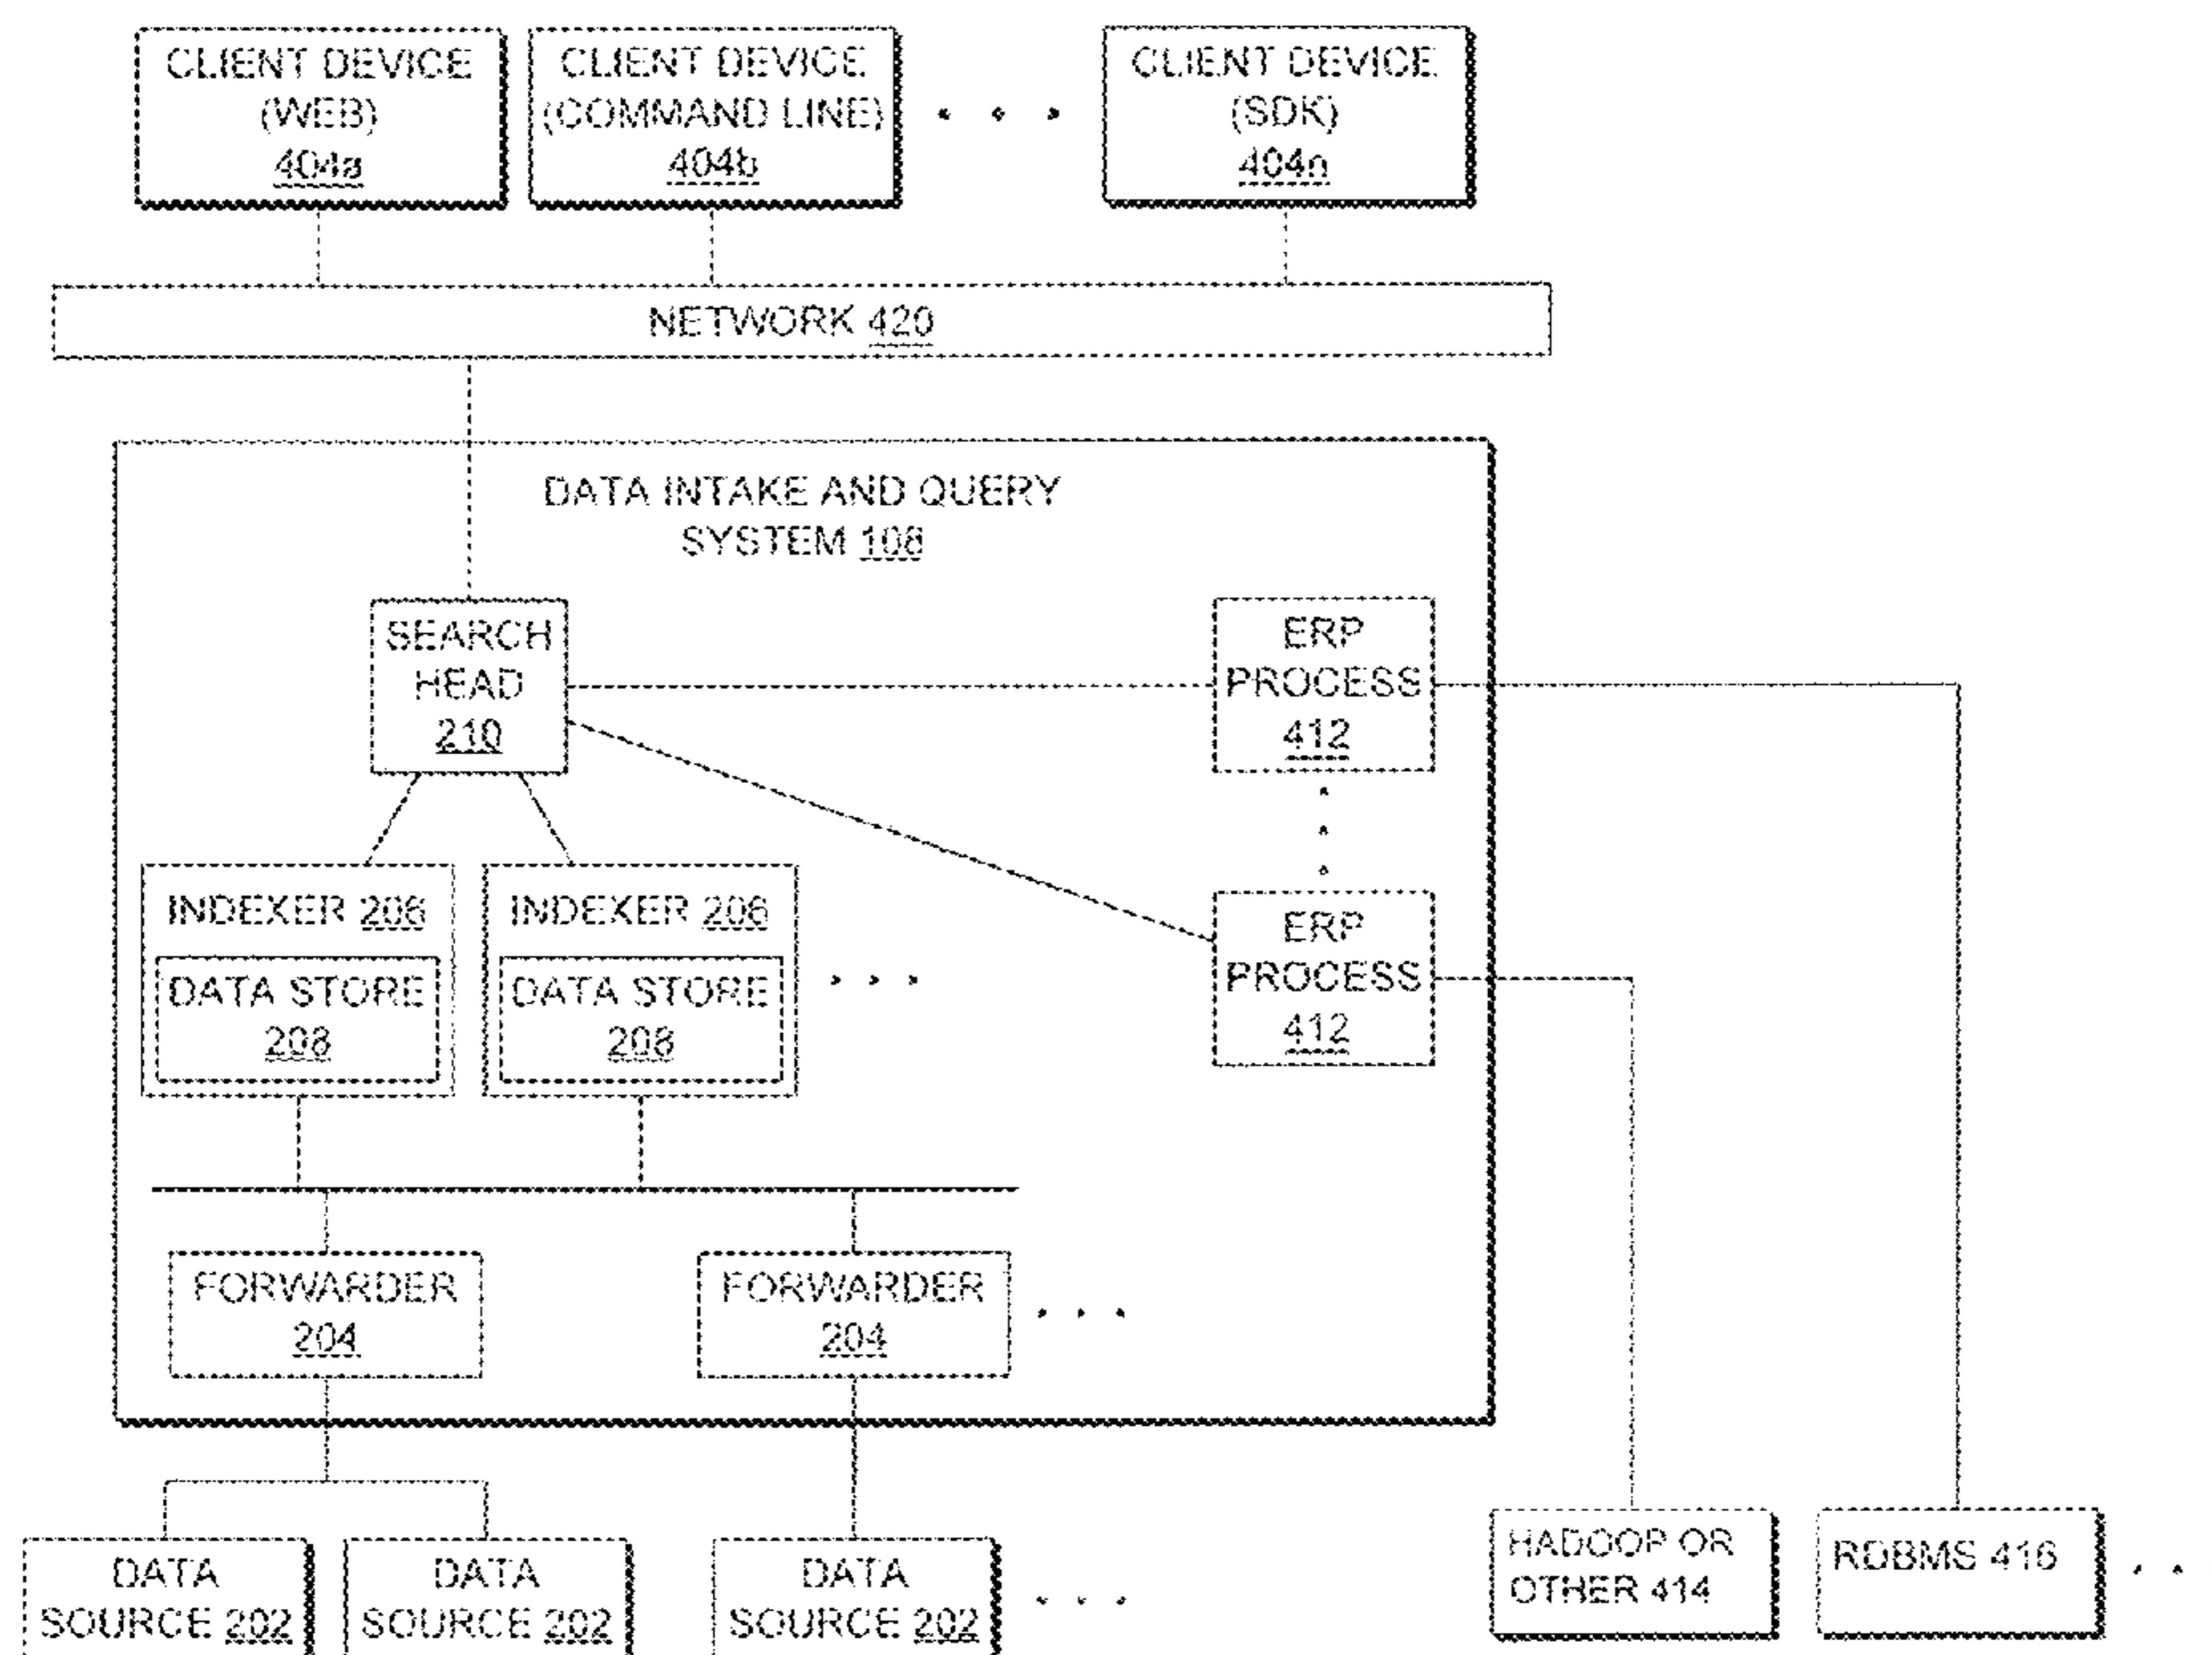 CLIENT DEVICE
(WEB)
404a
CLIENT DEVICE
(COMMAND LINE)
404b
CLIENT DEVICE
(SDK)
404n
NETWORK 420
DATA INTAKE AND QUERY
SYSTEM 108
SEARCH
HEAD
210
ERP
PROCESS
412
INDEXER 206
DATA STORE
208
INDEXER 206
DATA STORE
208
ERP
PROCESS
412
FORWARDER
204
FORWARDER
204
DATA
SOURCE 202
DATA
SOURCE 202
DATA
SOURCE 202
HADOOP OR
OTHER 414
RDBMS 416